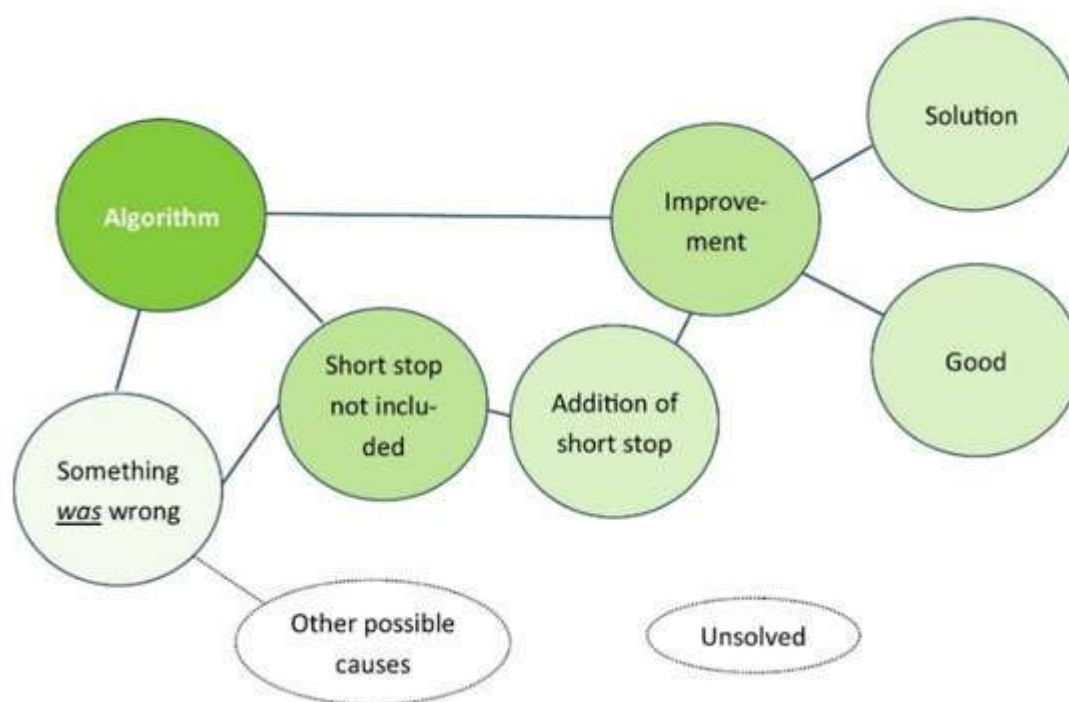 Solution
Algorithm
Improve-
ment
Good
Short stop
not inclu-
ded
Addition of
short stop
Something
was wrong
Other possible
causes
Unsolved